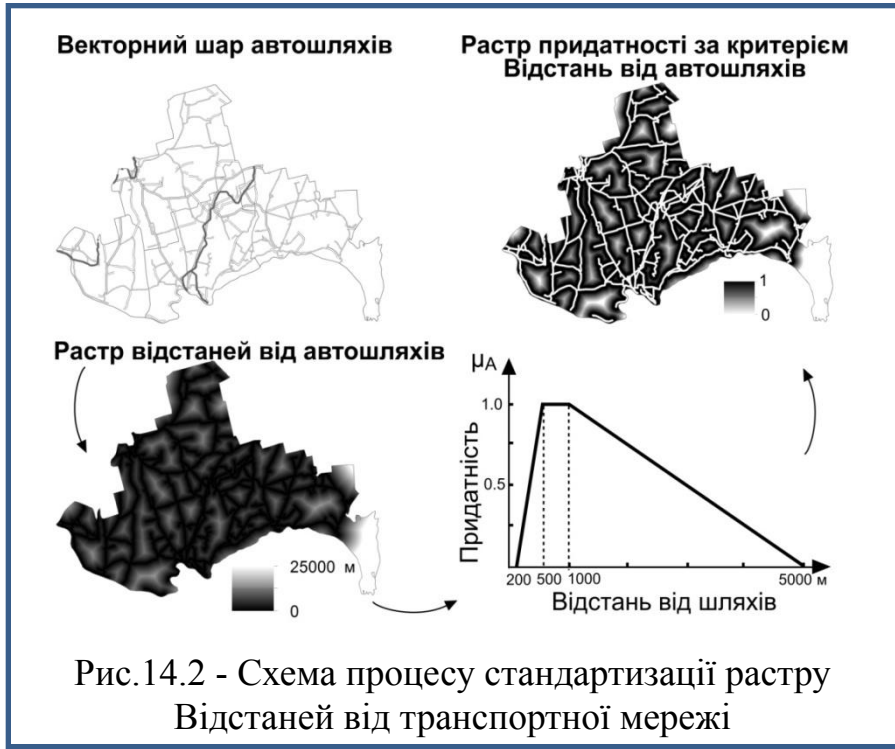 Векторний шар автошляхів
Растр придатності за критерієм
Відстань від автошляхів
1
0
Растр відстаней від автошляхів
25000 м
0
μA
Придатність
1.0
0.5
200 500 1000 5000 м
Відстань від шляхів
Рис.14.2 - Схема процесу стандартизації растру
Відстаней від транспортної мережі